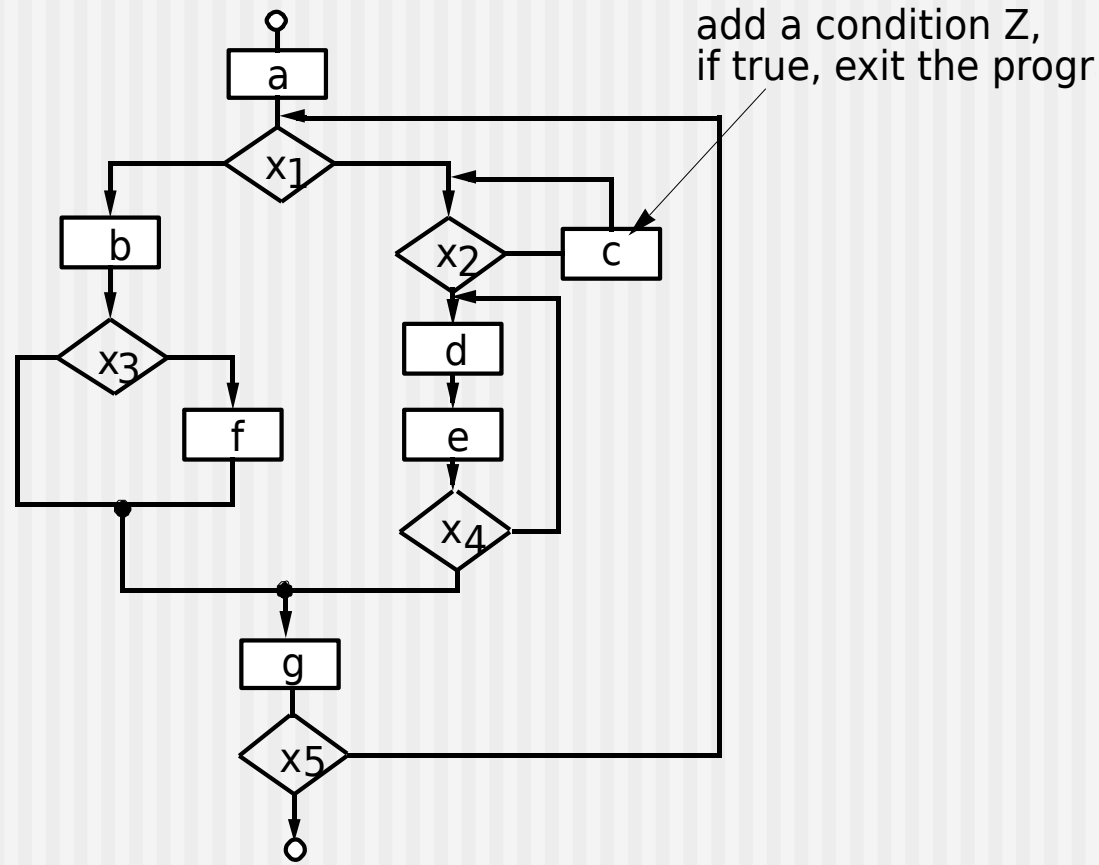 add a condition Z,
if true, exit the progr
a
x1
b
x2
c
x3
d
f
e
x4
g
x5